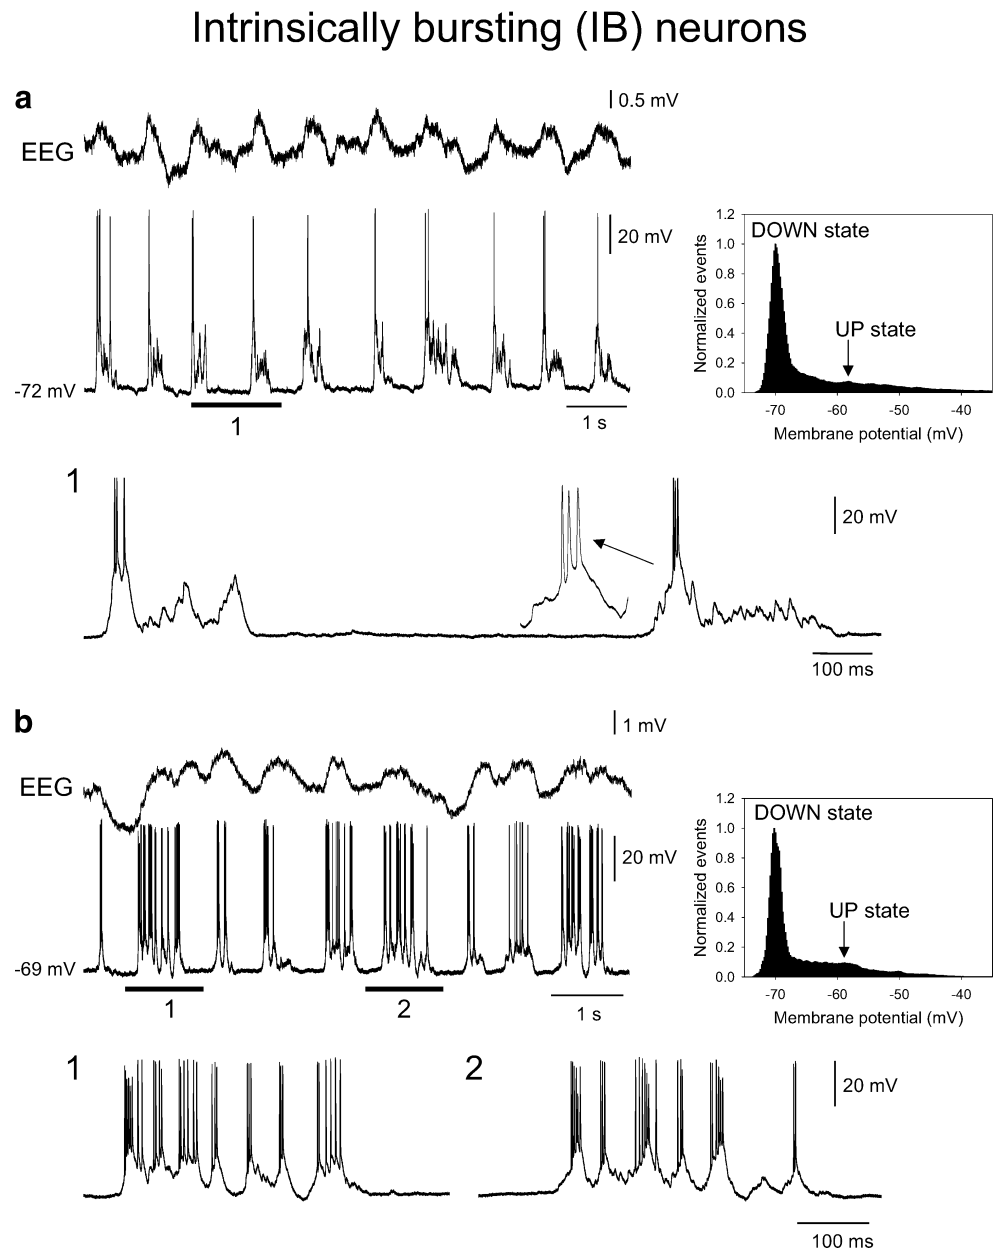 Intrinsically bursting (IB) neurons
a
0.5 mV
EEG
20 mV
-72 mV
1
1 s
1.2
1.0
0.8
0.6
0.4
0.2
0.0
Normalized events
DOWN state
UP state
-70
-60
-50
-40
Membrane potential (mV)
1
20 mV
100 ms
b
1 mV
EEG
20 mV
-69 mV
1
2
1 s
1.2
1.0
0.8
0.6
0.4
0.2
0.0
Normalized events
DOWN state
UP state
-70
-60
-50
-40
Membrane potential (mV)
1
2
20 mV
100 ms